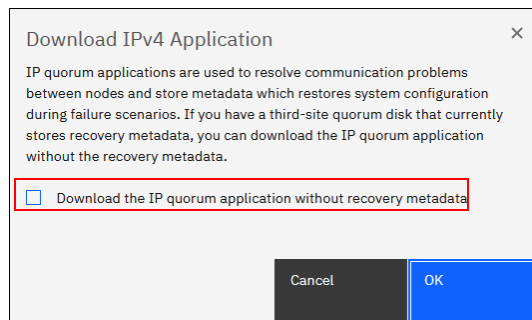 Download IPv4 Application
IP quorum applications are used to resolve communication problems
between nodes and store metadata which restores system configuration
during failure scenarios. If you have a third-site quorum disk that currently
stores recovery metadata, you can download the IP quorum application
without the recovery metadata.
Download the IP quorum application without recovery metadata
Cancel OK